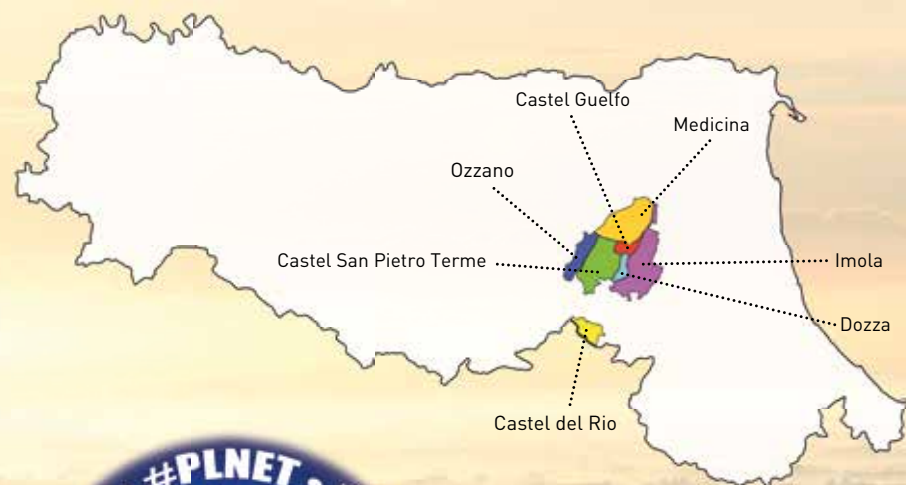 Castel Guelfo
Medicina
Ozzano
Castel San Pietro Terme
Imola
Dozza
Castel del Rio
#PLNET